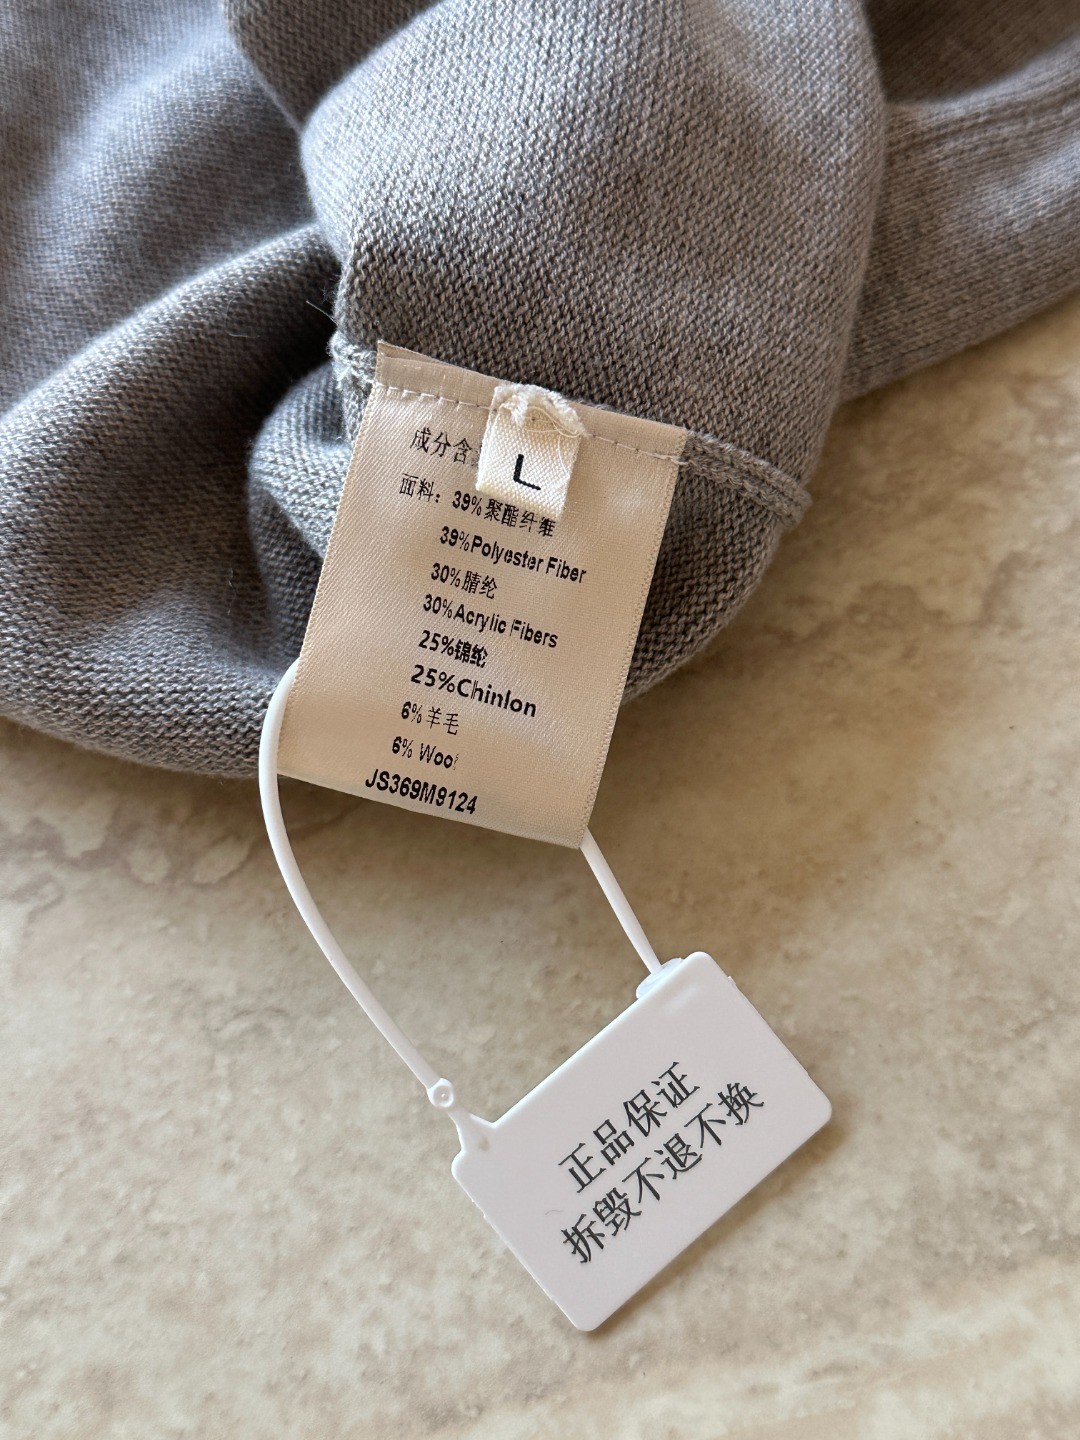 成分含
L
面料：39%聚酯纤维
39%Polyester Fiber
30%腈纶
30%Acrylic Fibers
25%锦纶
25%Chinlon
6%羊毛
6% Wool
JS369M9124
正品保证
拆毁不退不换